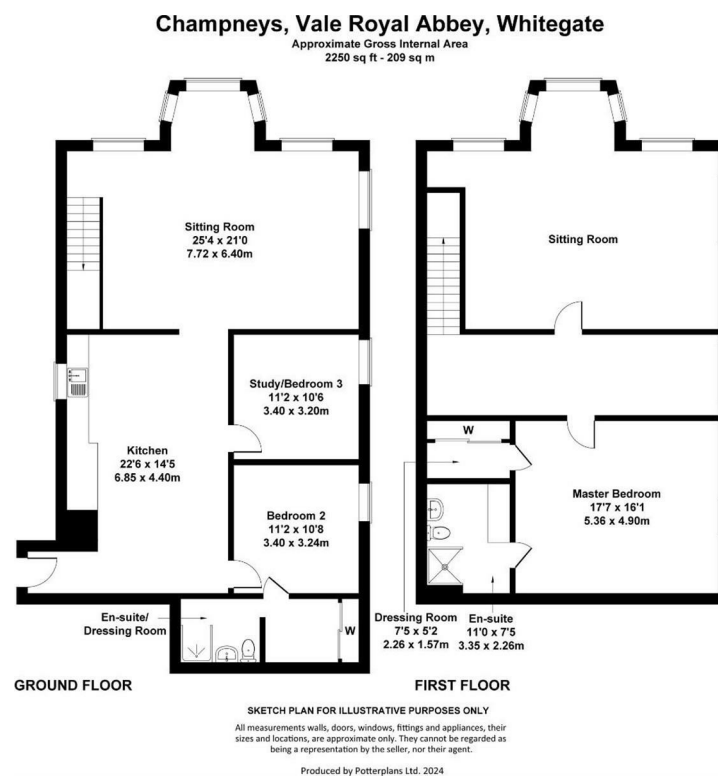 Champneys, Vale Royal Abbey, Whitegate
Approximate Gross Internal Area
2250 sq ft - 209 sq m
Sitting Room
25'4 x 21'0
7.72 x 6.40m
Study/Bedroom 3
11'2 x 10'6
3.40 x 3.20m
Kitchen
22'6 x 14'5
6.85 x 4.40m
Bedroom 2
11'2 x 10'8
3.40 x 3.24m
En-suite/
Dressing Room
W
GROUND FLOOR
Sitting Room
W
Master Bedroom
17'7 x 16'1
5.36 x 4.90m
Dressing Room
7'5 x 5'2
2.26 x 1.57m
En-suite
11'0 x 7'5
3.35 x 2.26m
FIRST FLOOR
SKETCH PLAN FOR ILLUSTRATIVE PURPOSES ONLY
All measurements walls, doors, windows, fittings and appliances, their
sizes and locations, are approximate only. They cannot be regarded as
being a representation by the seller, nor their agent.
Produced by Potterplans Ltd. 2024